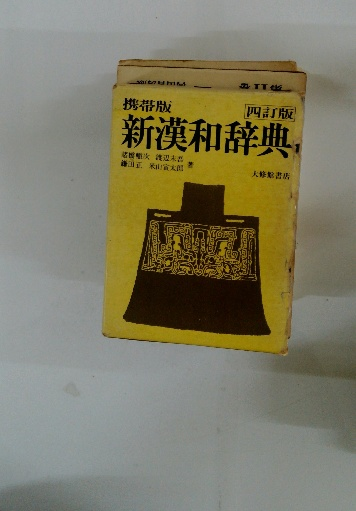 携帯版
四訂版
新漢和辞典
諸橋轍次 渡辺末吾
鎌田正 米山寅太郎 著
大修館書店